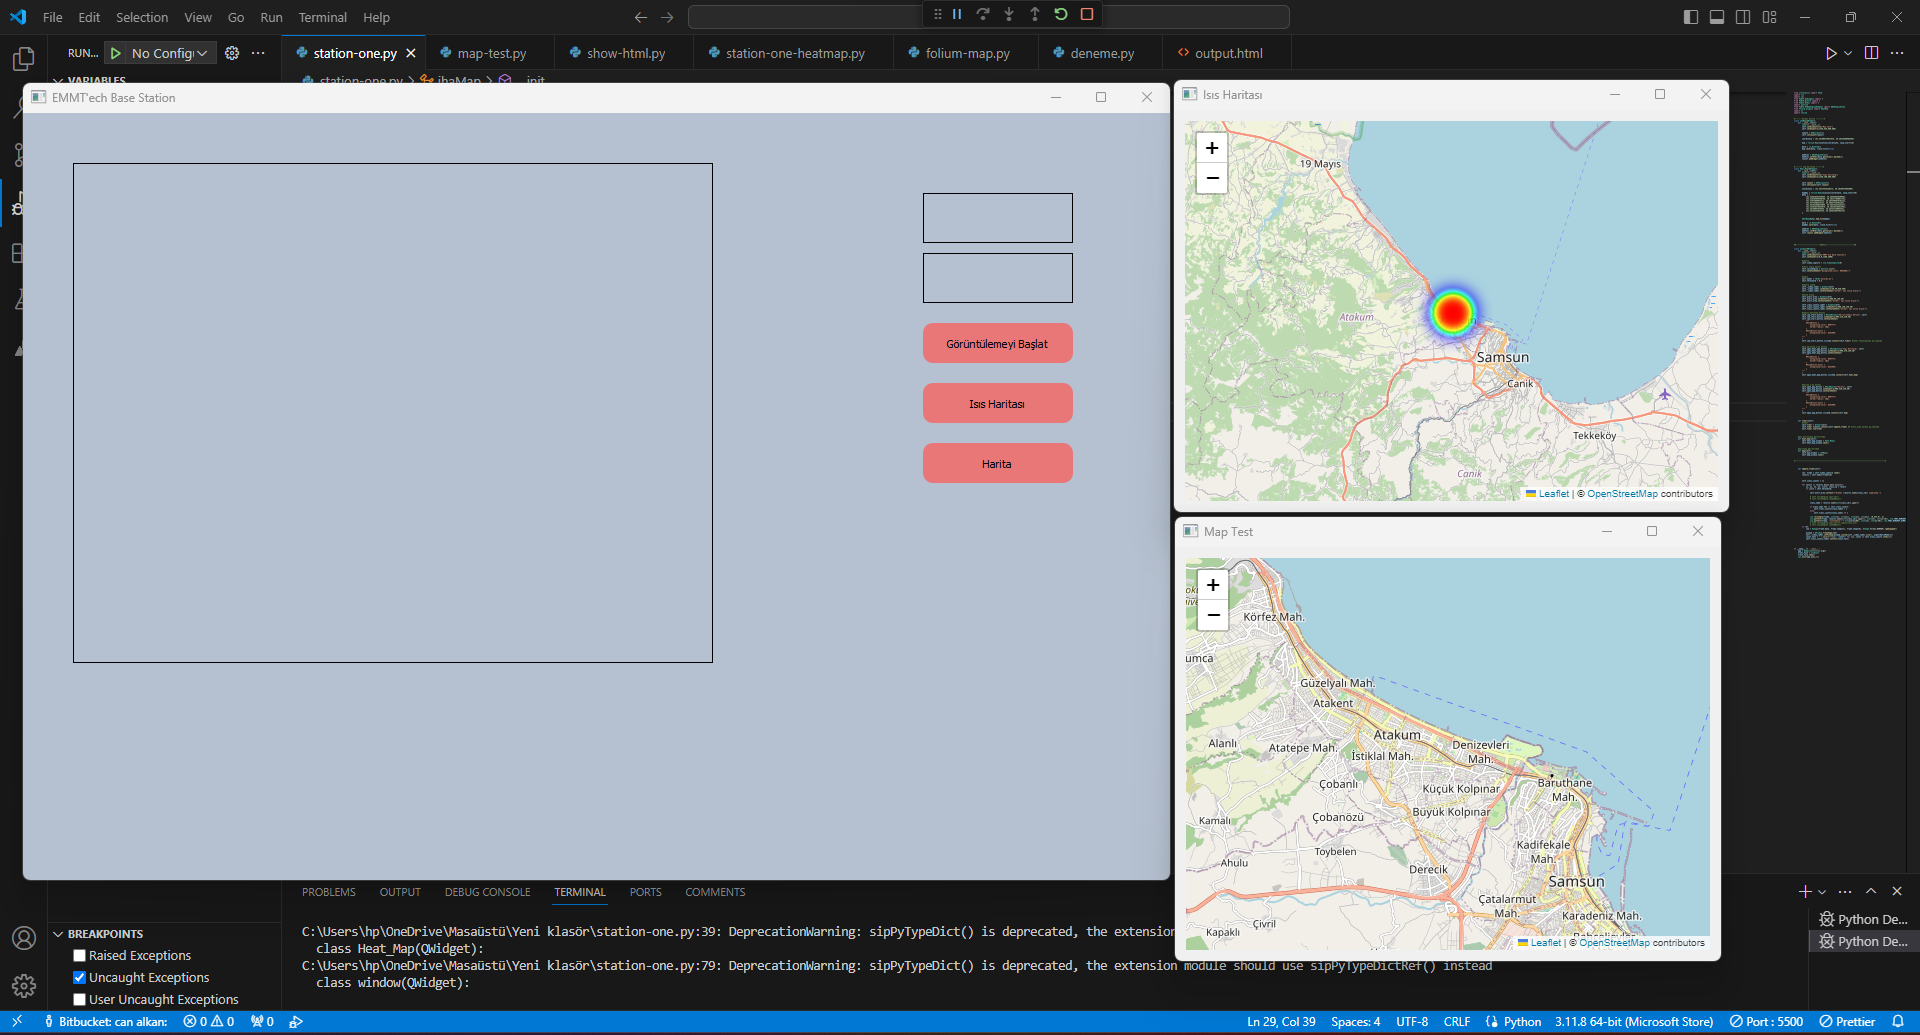 File Edit Selection View Go Run Terminal Help
RUN... No Config
station-one.py map-test.py show-html.py station-one-heatmap.py folium-map.py deneme.py output.html
VARIABLES
station-one.py > ihaMap > __init__
EMMT'ech Base Station
Görüntülemeyi Başlat
Isıs Haritası
Harita
Isıs Haritası
+
−
19 Mayıs
Atakum
Samsun
Canik
Tekkeköy
Canik
Leaflet | © OpenStreetMap contributors
Map Test
+
−
Körfez Mah.
umca
Güzelyalı Mah.
Atakent
Alanlı
Atatepe Mah.
Atakum
İstiklal Mah.
Denizevleri
Mah.
Çobanlı
Küçük Kolpınar
Baruthane
Mah.
Büyük Kolpınar
Kamalı
Çobanözü
Toybelen
Kadifekale
Mah.
Ahulu
Derecik
Samsun
Çatalarmut
Mah.
Karadeniz Mah.
Çivril
Kapaklı
Leaflet | © OpenStreetMap contributors
PROBLEMS OUTPUT DEBUG CONSOLE TERMINAL PORTS COMMENTS
C:\Users\hp\OneDrive\Masaüstü\Yeni klasör\station-one.py:39: DeprecationWarning: sipPyTypeDict() is deprecated, the extension
class Heat_Map(QWidget):
C:\Users\hp\OneDrive\Masaüstü\Yeni klasör\station-one.py:79: DeprecationWarning: sipPyTypeDict() is deprecated, the extension module should use sipPyTypeDictRef() instead
class window(QWidget):
Python De...
Python De...
BREAKPOINTS
Raised Exceptions
Uncaught Exceptions
User Uncaught Exceptions
Bitbucket: can alkan: 0 0 0
Ln 29, Col 39 Spaces: 4 UTF-8 CRLF Python 3.11.8 64-bit (Microsoft Store) Port : 5500 Prettier